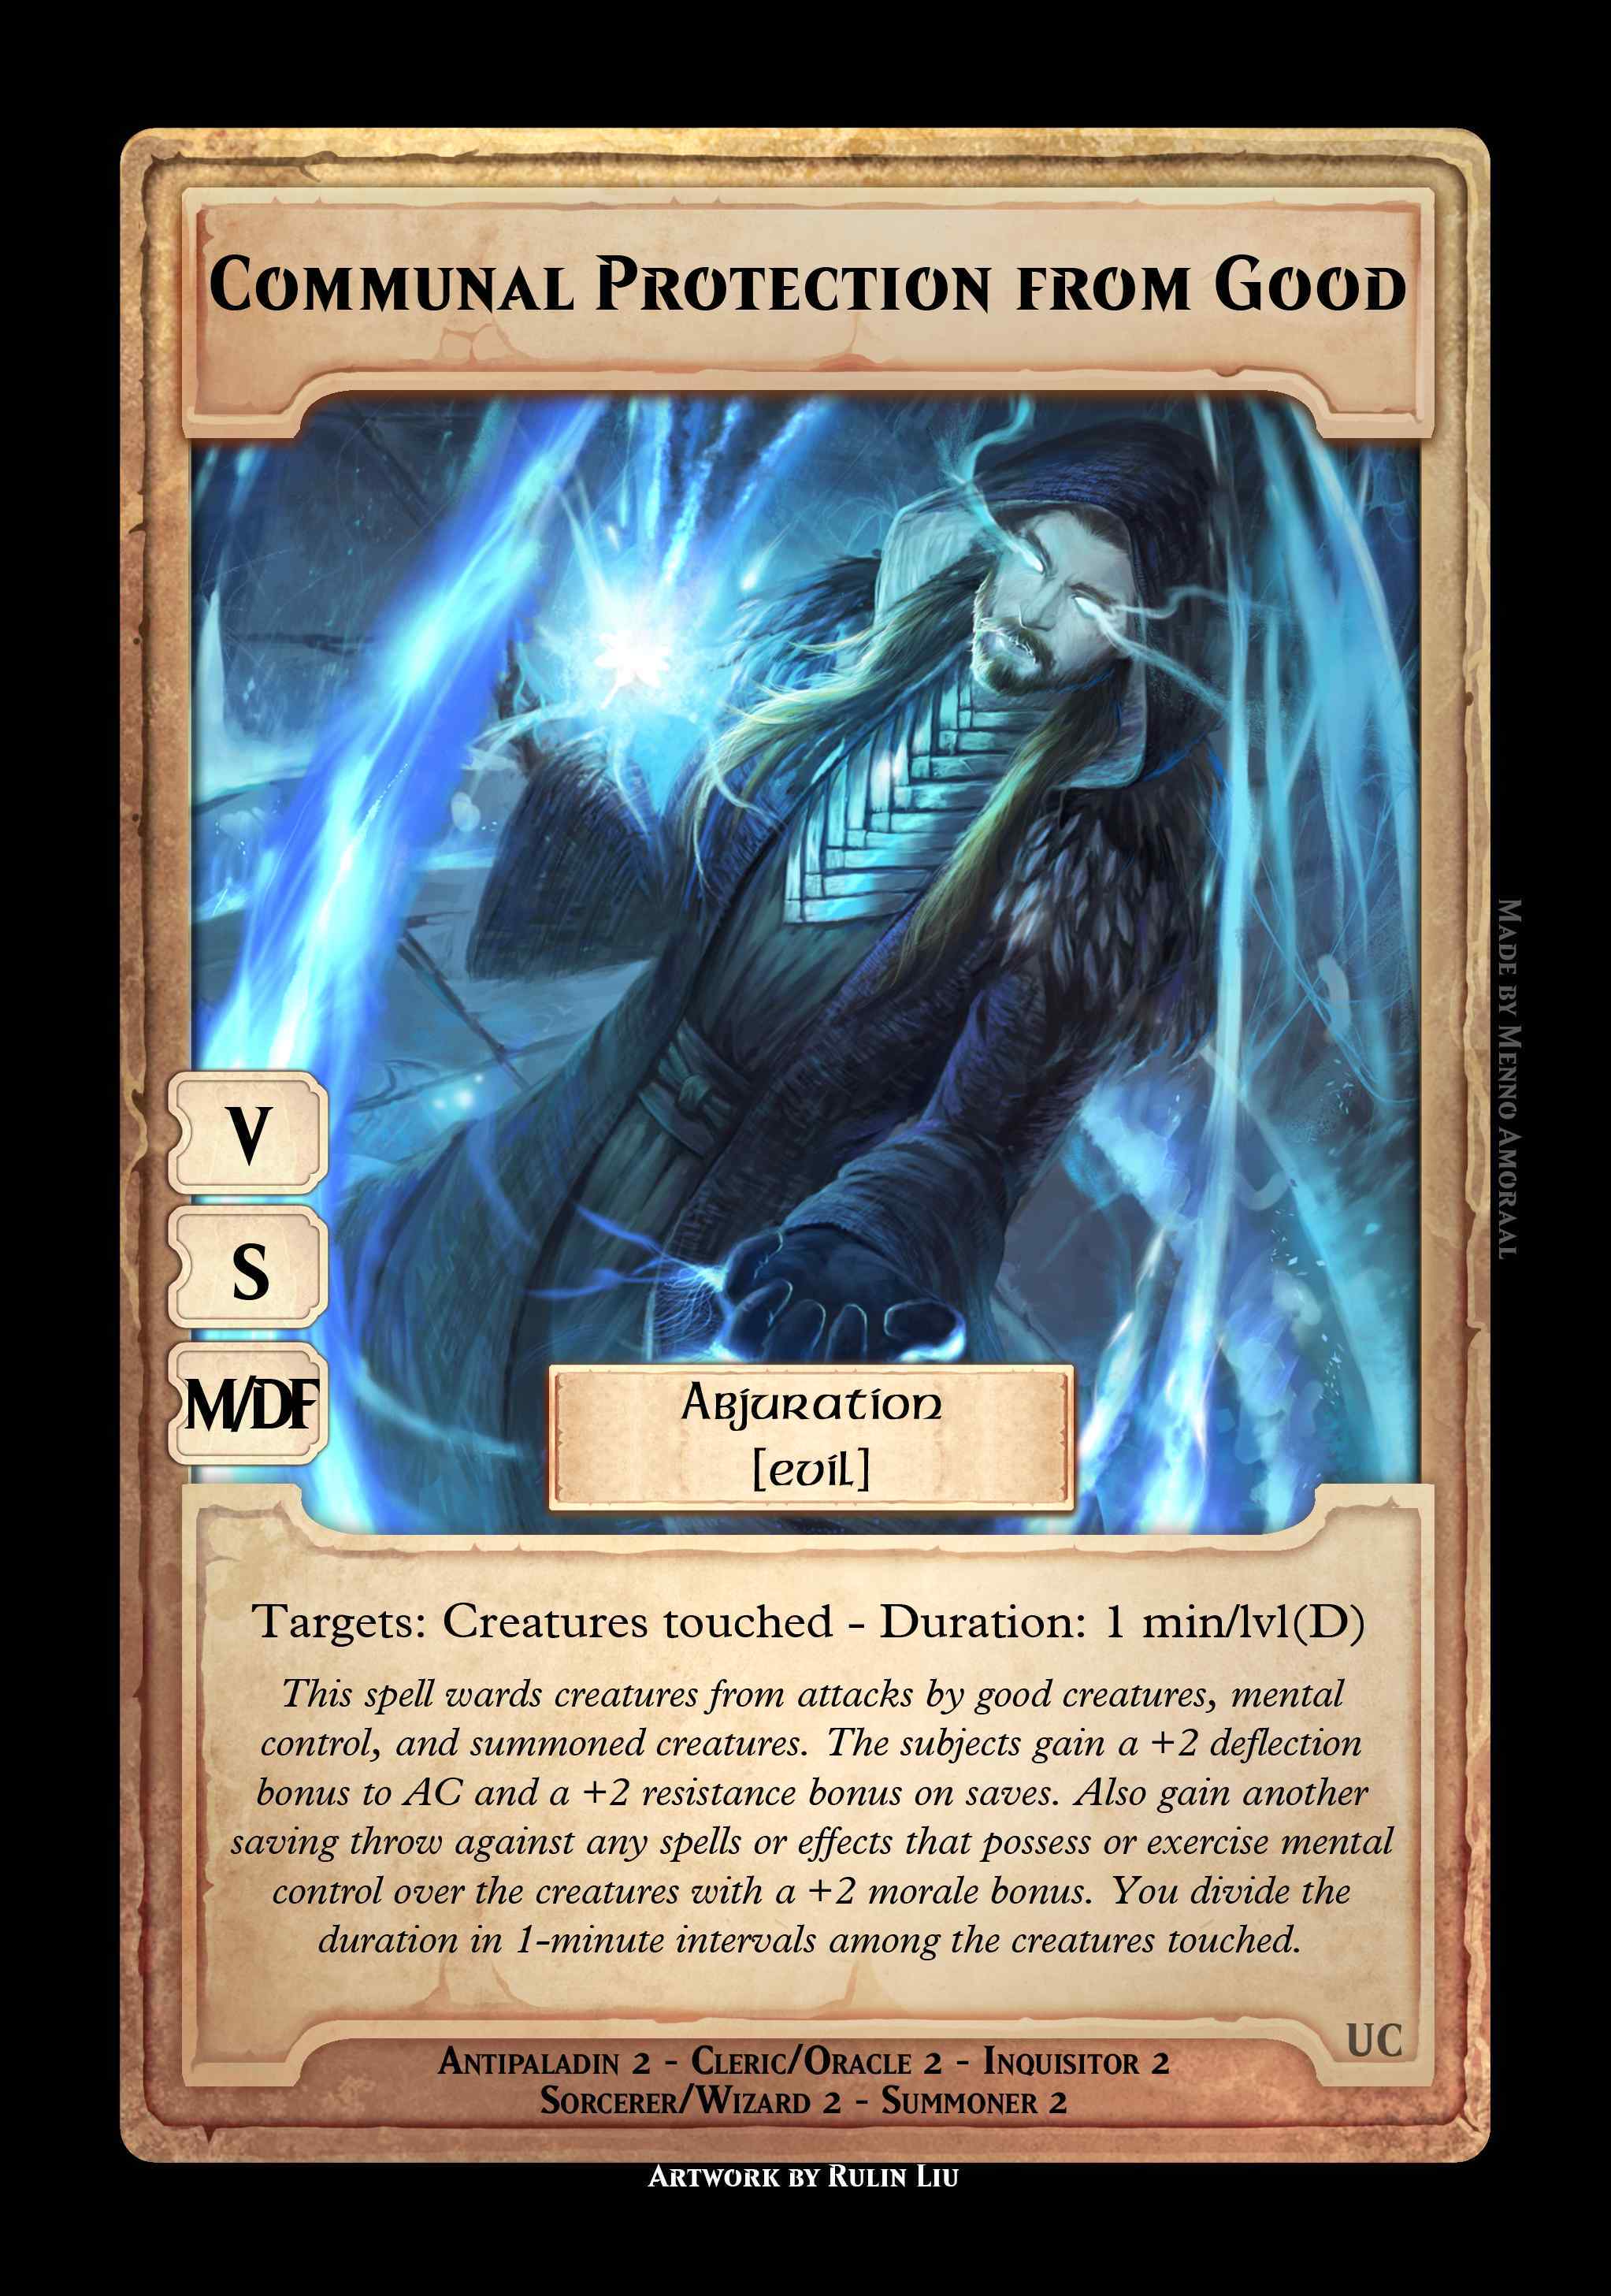 Communal Protection from Good
V
S
M/DF
Abjuration
[evil]
Targets: Creatures touched - Duration: 1 min/lvl(D)
This spell wards creatures from attacks by good creatures, mental
control, and summoned creatures. The subjects gain a +2 deflection
bonus to AC and a +2 resistance bonus on saves. Also gain another
saving throw against any spells or effects that possess or exercise mental
control over the creatures with a +2 morale bonus. You divide the
duration in 1-minute intervals among the creatures touched.
UC
Antipaladin 2 - Cleric/Oracle 2 - Inquisitor 2
Sorcerer/Wizard 2 - Summoner 2
Artwork by Rulin Liu
Made by Menno Amoraal